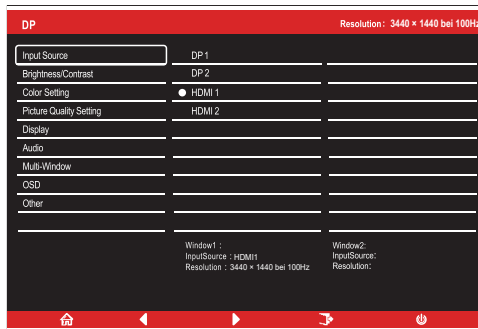 DP
Resolution: 3440 × 1440 bei 100Hz
Input Source
DP 1
Brightness/Contrast
DP 2
Color Setting
HDMI 1
Picture Quality Setting
HDMI 2
Display
Audio
Multi-Window
OSD
Other
Window1 :
InputSource : HDMI1
Resolution : 3440 × 1440 bei 100Hz
Window2:
InputSource:
Resolution: